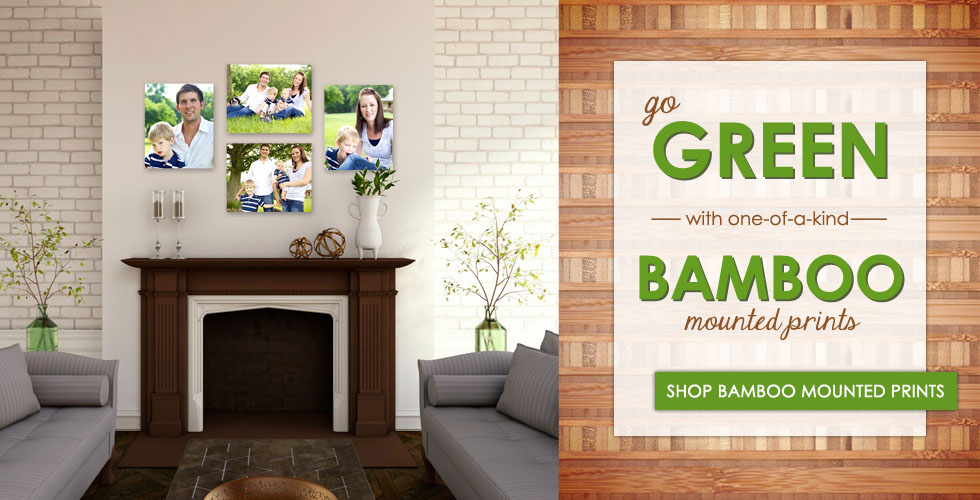 go
GREEN
with one-of-a-kind
BAMBOO
mounted prints
SHOP BAMBOO MOUNTED PRINTS